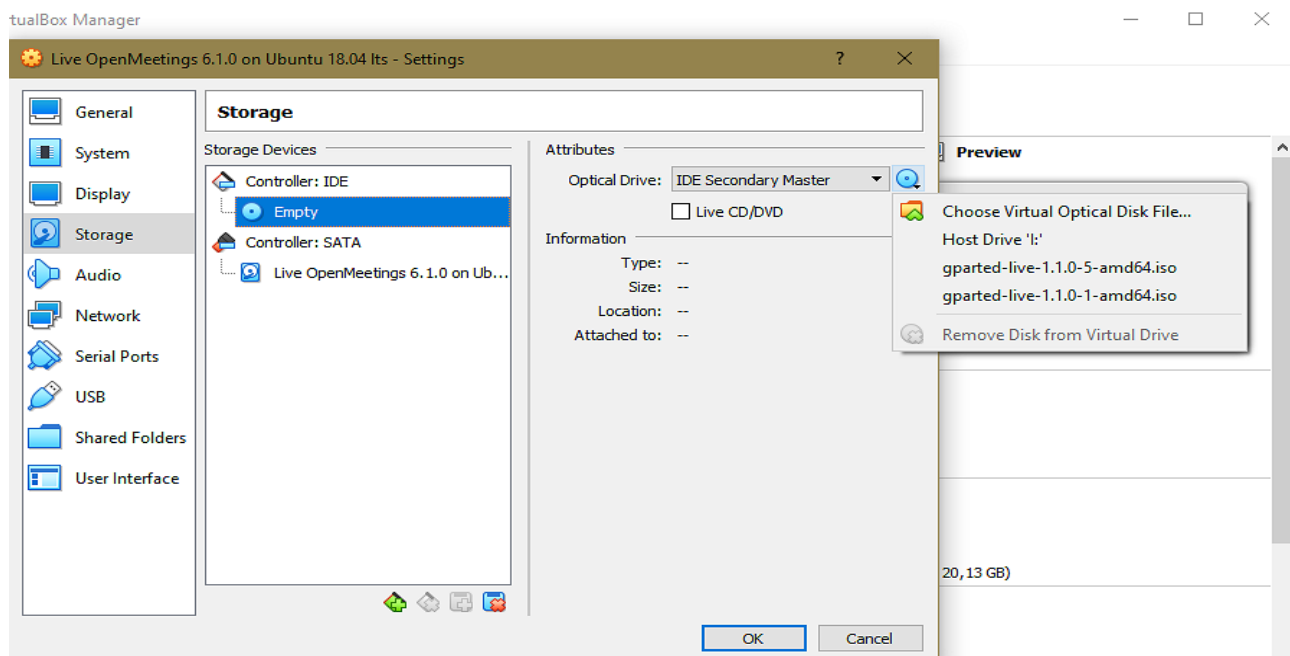 tualBox Manager
Live OpenMeetings 6.1.0 on Ubuntu 18.04 lts - Settings
?
General
System
Display
Storage
Audio
Network
Serial Ports
USB
Shared Folders
User Interface
Storage
Storage Devices
Controller: IDE
Empty
Controller: SATA
Live OpenMeetings 6.1.0 on Ub...
Attributes
Optical Drive: IDE Secondary Master
Live CD/DVD
Information
Type: --
Size: --
Location: --
Attached to: --
Preview
Choose Virtual Optical Disk File...
Host Drive 'I:'
gparted-live-1.1.0-5-amd64.iso
gparted-live-1.1.0-1-amd64.iso
Remove Disk from Virtual Drive
20,13 GB)
OK
Cancel